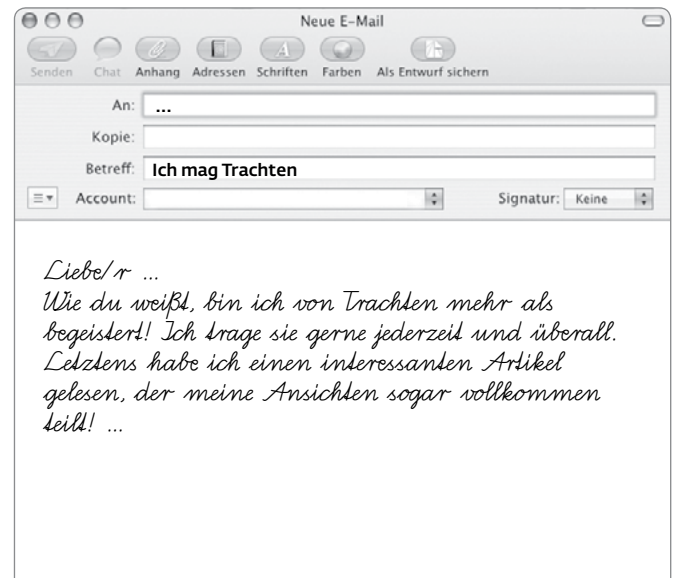 Neue E-Mail
Senden Chat Anhang Adressen Schriften Farben Als Entwurf sichern
An: ...
Kopie:
Betreff: Ich mag Trachten
Account: Signatur: Keine
Liebe/r ...
Wie du weißt, bin ich von Trachten mehr als
begeistert! Ich trage sie gerne jederzeit und überall.
Letztens habe ich einen interessanten Artikel
gelesen, der meine Ansichten sogar vollkommen
teilt! ...